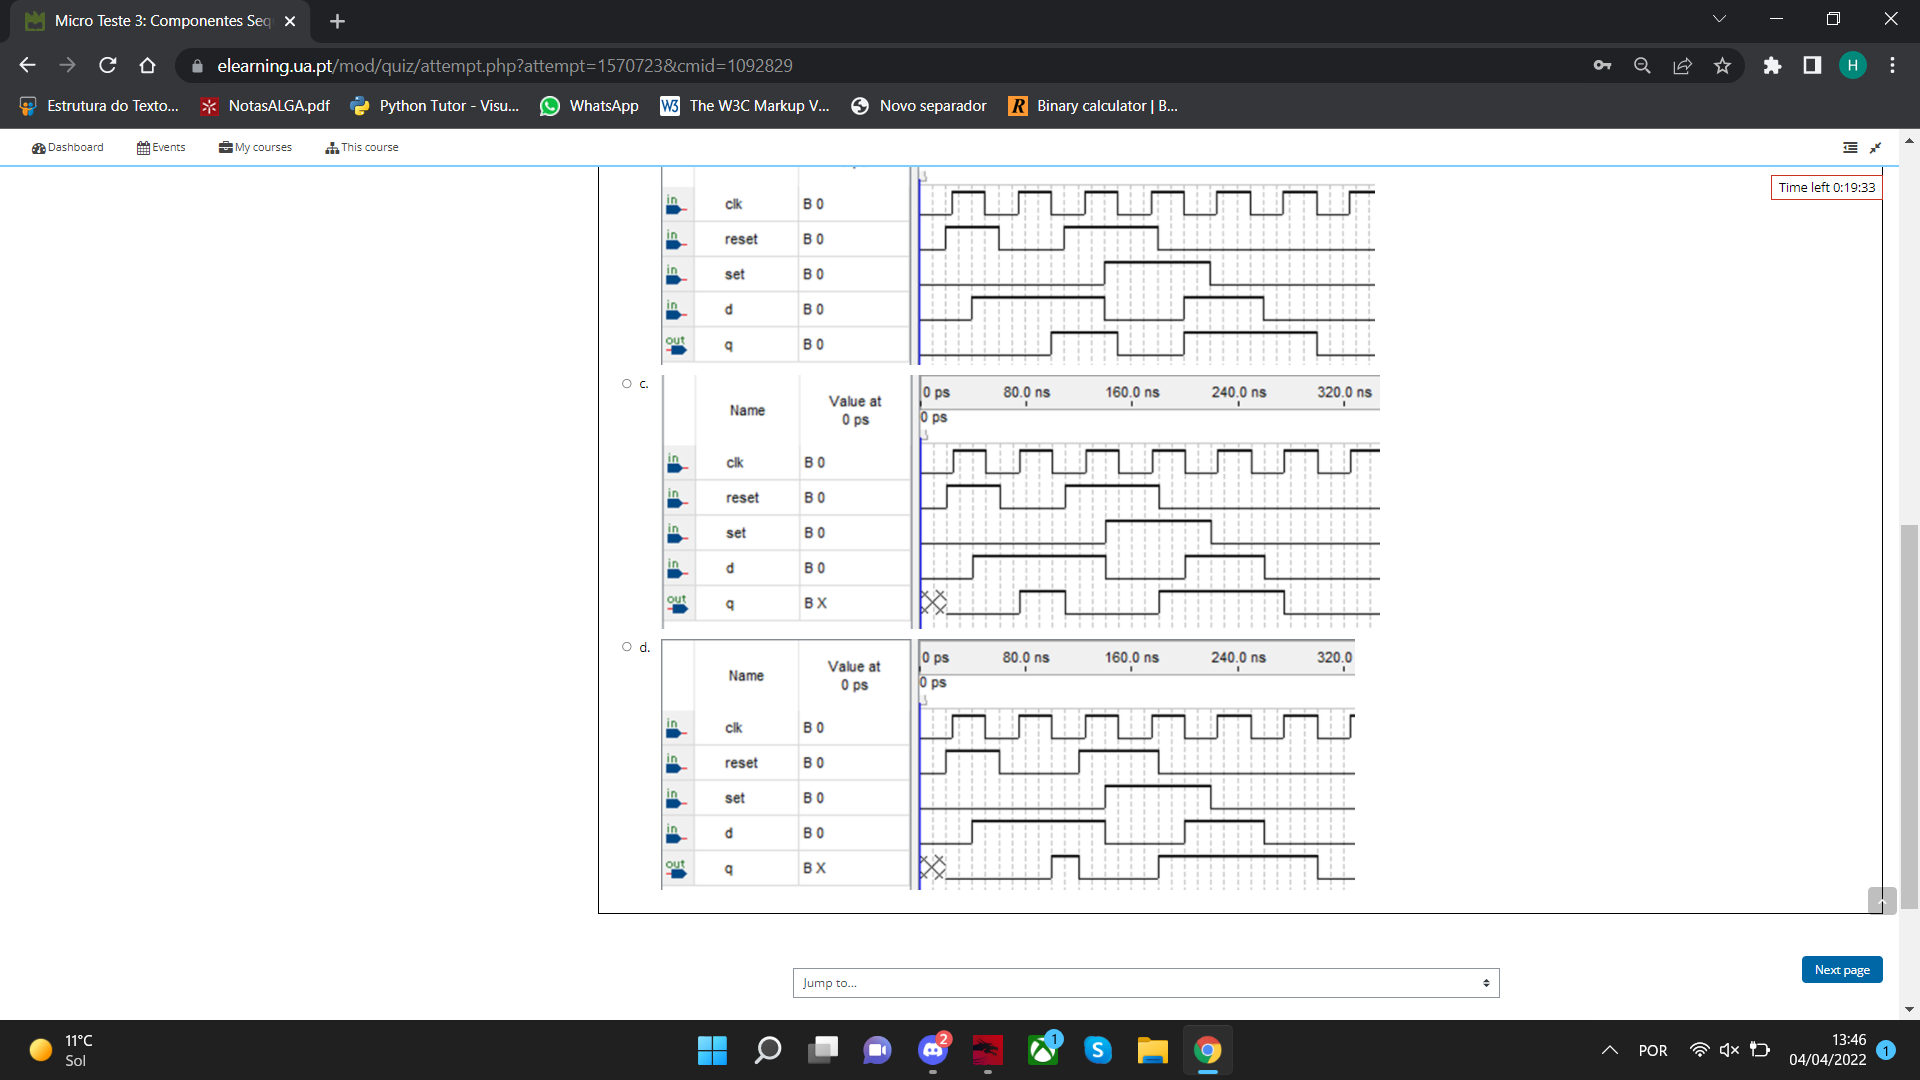 Micro Teste 3: Componentes Seq
elearning.ua.pt/mod/quiz/attempt.php?attempt=1570723&cmid=1092829
H
Estrutura do Texto...
NotasALGA.pdf
Python Tutor - Visu...
WhatsApp
W3
The W3C Markup V...
Novo separador
R
Binary calculator | B...
Dashboard
Events
My courses
This course
Time left 0:19:33
in
clk
B 0
in
reset
B 0
in
set
B 0
in
d
B 0
out
q
B 0
c.
Name
Value at
0 ps
0 ps
80.0 ns
160.0 ns
240.0 ns
320.0 ns
0 ps
in
clk
B 0
in
reset
B 0
in
set
B 0
in
d
B 0
out
q
B X
d.
Name
Value at
0 ps
0 ps
80.0 ns
160.0 ns
240.0 ns
320.0
0 ps
in
clk
B 0
in
reset
B 0
in
set
B 0
in
d
B 0
out
q
B X
Next page
Jump to...
11°C
Sol
2
1
S
POR
13:46
04/04/2022
1